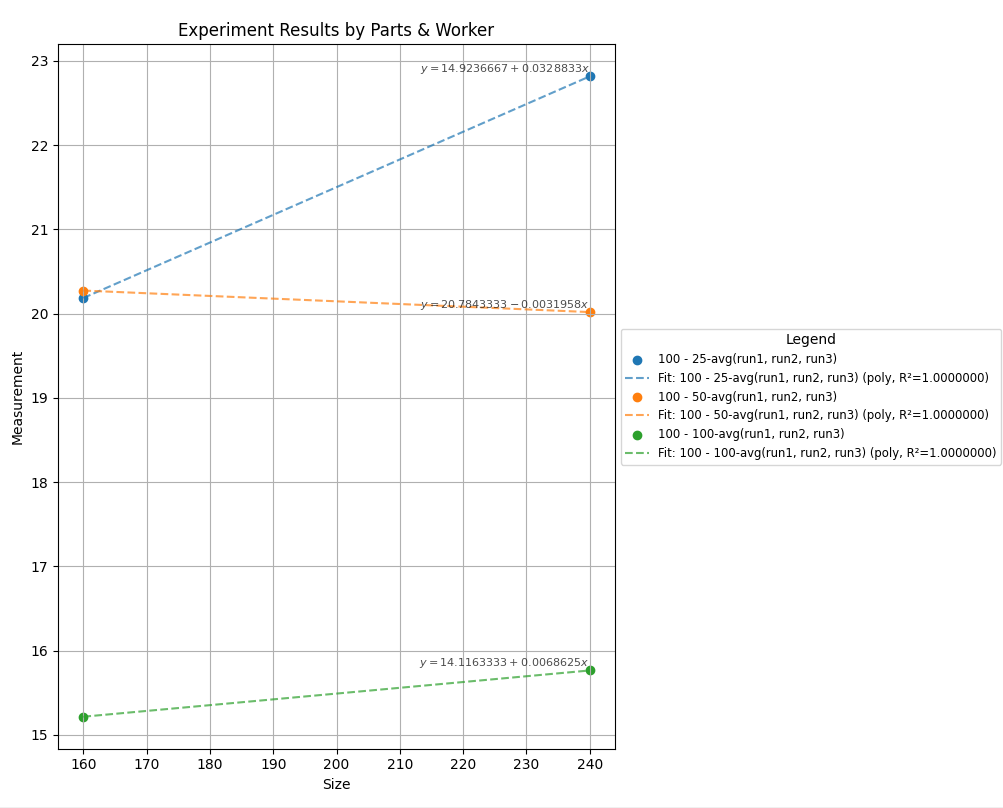 Experiment Results by Parts & Worker
Measurement
23
22
21
20
19
18
17
16
15
y = 14.9236667 + 0.0328833x
y = 20.7843333 − 0.0031958x
y = 14.1163333 + 0.0068625x
160 170 180 190 200 210 220 230 240
Size
Legend
100 - 25-avg(run1, run2, run3)
Fit: 100 - 25-avg(run1, run2, run3) (poly, R²=1.0000000)
100 - 50-avg(run1, run2, run3)
Fit: 100 - 50-avg(run1, run2, run3) (poly, R²=1.0000000)
100 - 100-avg(run1, run2, run3)
Fit: 100 - 100-avg(run1, run2, run3) (poly, R²=1.0000000)